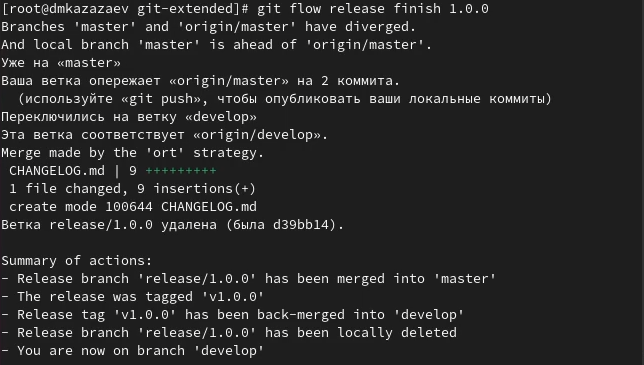 [root@dmkazazaev git-extended]# git flow release finish 1.0.0
Branches 'master' and 'origin/master' have diverged.
And local branch 'master' is ahead of 'origin/master'.
Уже на «master»
Ваша ветка опережает «origin/master» на 2 коммита.
  (используйте «git push», чтобы опубликовать ваши локальные коммиты)
Переключились на ветку «develop»
Эта ветка соответствует «origin/develop».
Merge made by the 'ort' strategy.
 CHANGELOG.md | 9 +++++++++
 1 file changed, 9 insertions(+)
 create mode 100644 CHANGELOG.md
Ветка release/1.0.0 удалена (была d39bb14).

Summary of actions:
- Release branch 'release/1.0.0' has been merged into 'master'
- The release was tagged 'v1.0.0'
- Release tag 'v1.0.0' has been back-merged into 'develop'
- Release branch 'release/1.0.0' has been locally deleted
- You are now on branch 'develop'